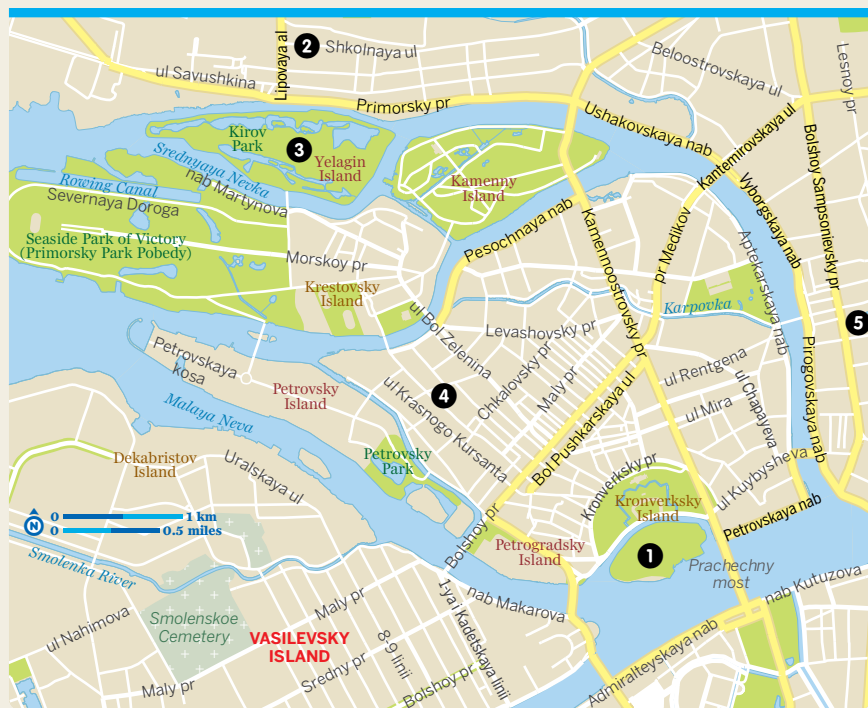 2
Shkolnaya ul
Beloostrovskaya ul
Lesnoy pr
ul Savushkina
Lipovaya al
Primorsky pr
Ushakovskaya nab
Kantemirovskaya ul
Bolshoy Sampsonievsky pr
Kirov
Park
3
Yelagin
Island
Srednyaya Nevka
nab Martynova
Rowing Canal
Severnaya Doroga
Kamenny
Island
Vyborgskaya nab
Seaside Park of Victory
(Primorsky Park Pobedy)
Morskoy pr
Krestovsky
Island
Pesochnaya nab
Kamennoostrovsky pr
pr Medikov
Aptekarskaya nab
Karpovka
5
ul Bol Zelenina
Levashovsky pr
Petrovskaya
kosa
Petrovsky
Island
Malaya Neva
ul Krasnogo Kursanta
4
Chkalovsky pr
Maly pr
Bol Pushkarskaya ul
ul Rentgena
ul Mira
ul Chapayeva
Pirogovskaya nab
Dekabristov
Island
Uralskaya ul
Petrovsky
Park
Kronverksky pr
Kronverksky
Island
ul Kuybysheva
Petrovskaya nab
N
0 1 km
0 0.5 miles
Bolshoy pr
Petrogradsky
Island
1
Prachechny
most
nab Kutuzova
Smolenka River
Smolenskoe
Cemetery
ul Nahimova
Maly pr
nab Makarova
1-ya i Kadetskaya linii
VASILEVSKY
ISLAND
8-9 linii
Sredny pr
Bolshoy pr
Maly pr
Admiralteyskaya nab